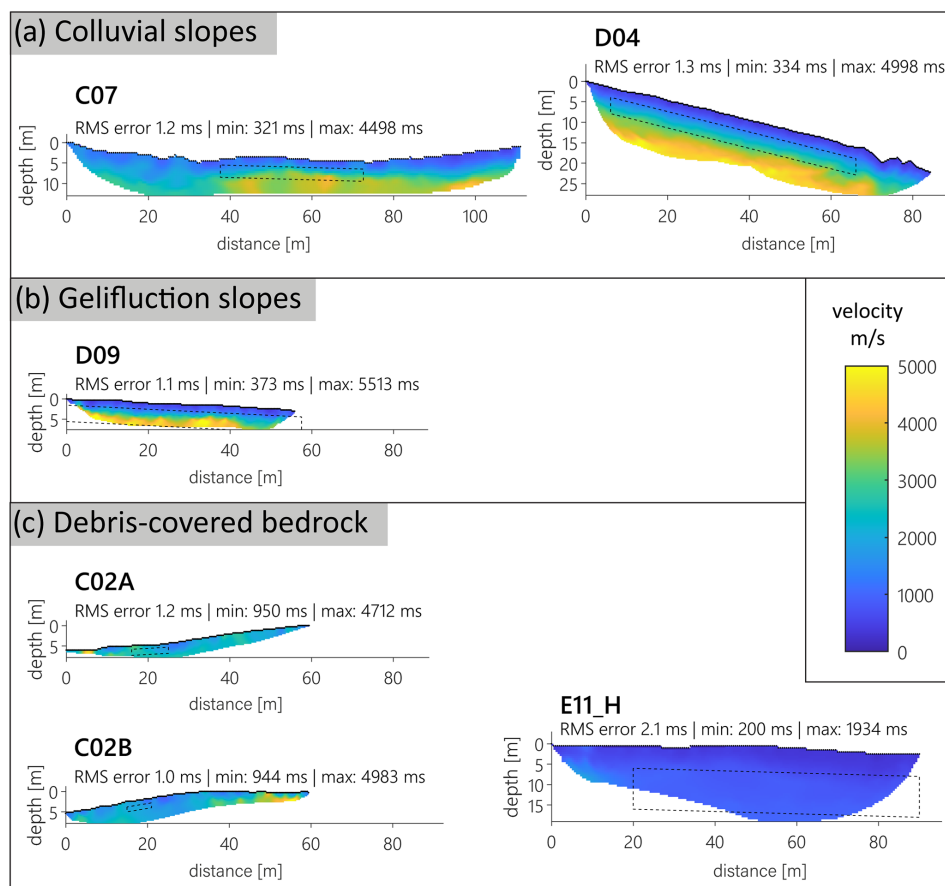 (a) Colluvial slopes
C07
RMS error 1.2 ms | min: 321 ms | max: 4498 ms
depth [m]
0
5
10
0 20 40 60 80 100
distance [m]
D04
RMS error 1.3 ms | min: 334 ms | max: 4998 ms
depth [m]
0
5
10
15
20
25
0 20 40 60 80
distance [m]
(b) Gelifluction slopes
D09
RMS error 1.1 ms | min: 373 ms | max: 5513 ms
depth [m]
0
5
0 20 40 60 80
distance [m]
velocity
m/s
5000
4000
3000
2000
1000
0
(c) Debris-covered bedrock
C02A
RMS error 1.2 ms | min: 950 ms | max: 4712 ms
depth [m]
0
5
0 20 40 60 80
distance [m]
C02B
RMS error 1.0 ms | min: 944 ms | max: 4983 ms
depth [m]
0
5
0 20 40 60 80
distance [m]
E11_H
RMS error 2.1 ms | min: 200 ms | max: 1934 ms
depth [m]
0
5
10
15
0 20 40 60 80
distance [m]